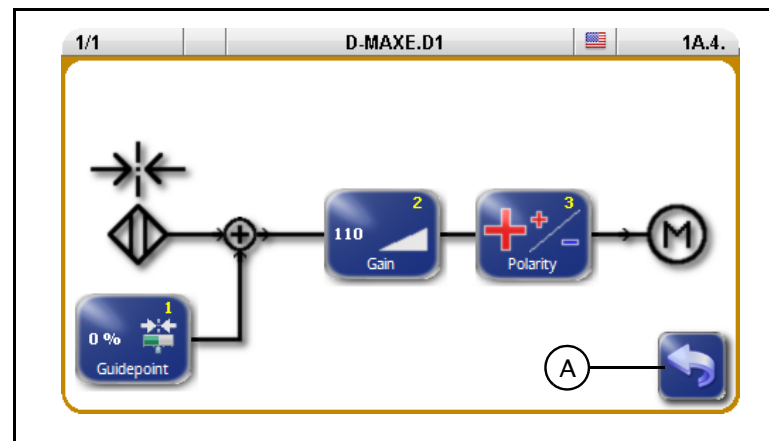 1/1 D-MAXE.D1 1A.4.
2
110
Gain
3
Polarity
M
1
0 %
Guidepoint
A